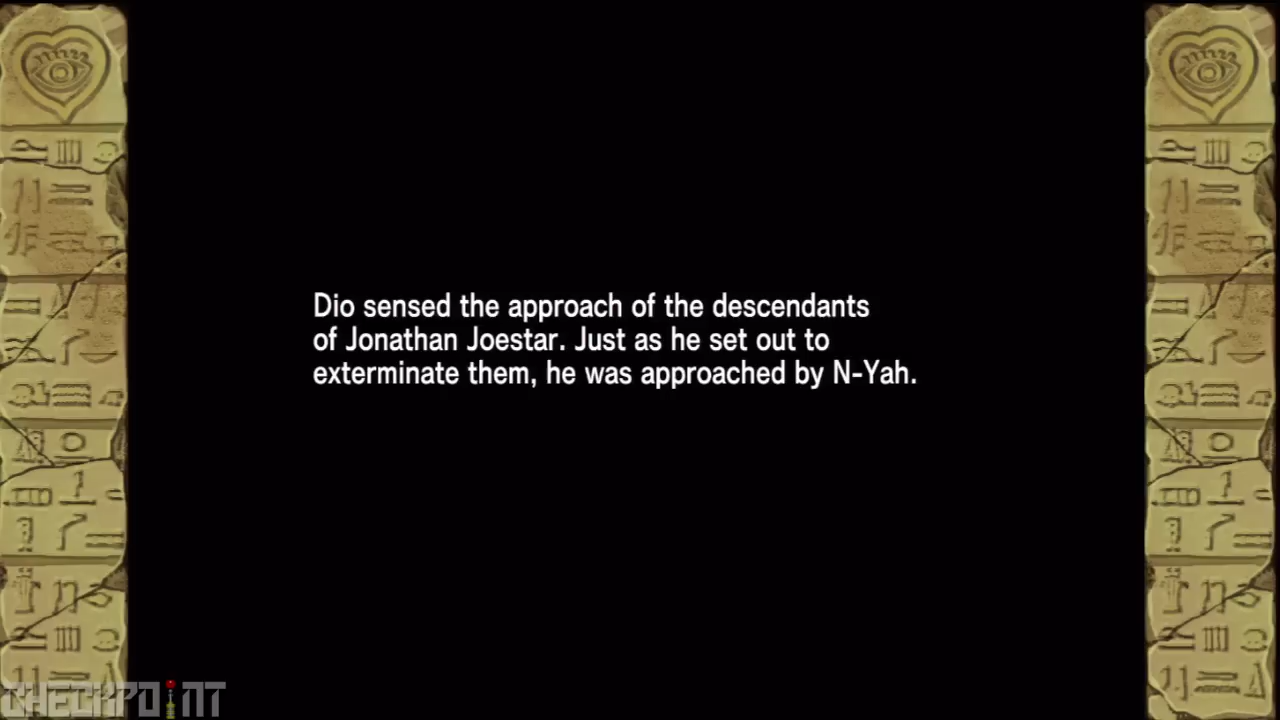 Dio sensed the approach of the descendants
of Jonathan Joestar. Just as he set out to
exterminate them, he was approached by N-Yah.
CHECKPOINT